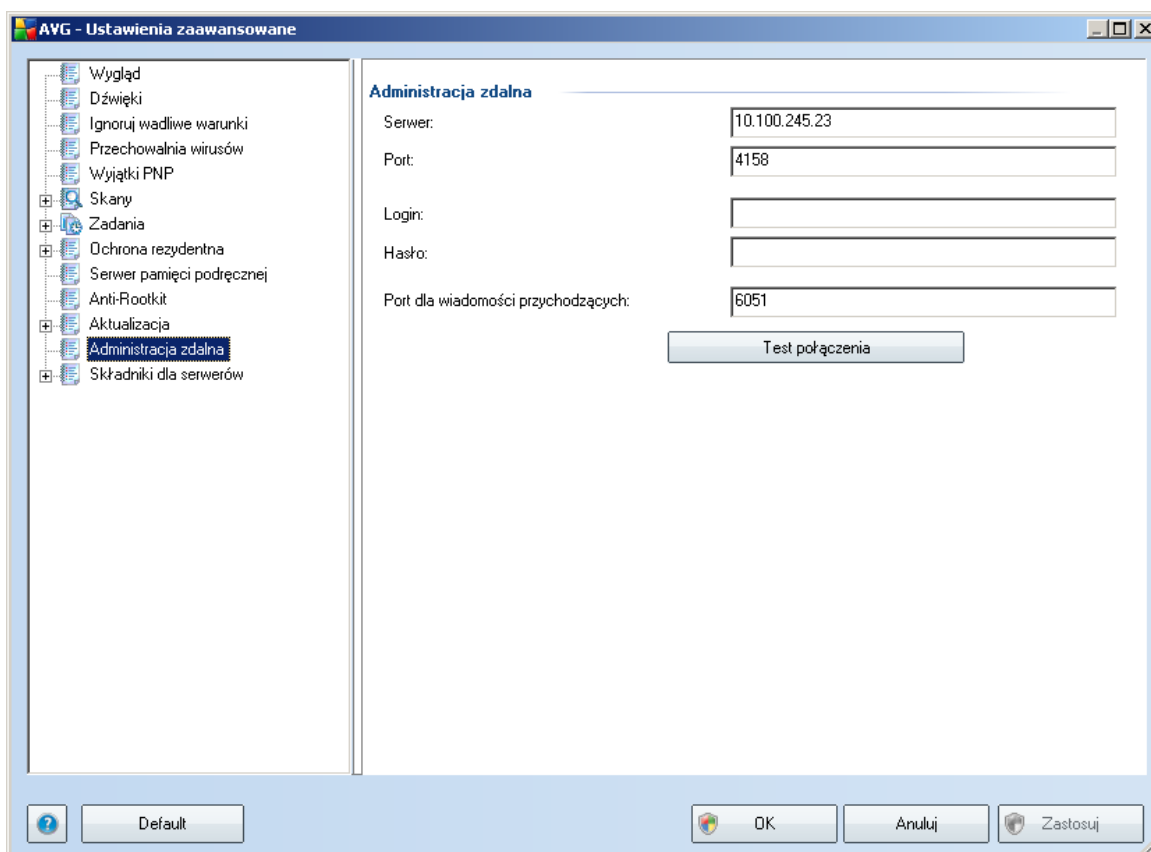 AVG - Ustawienia zaawansowane
Wygląd
Dźwięki
Ignoruj wadliwe warunki
Przechowalnia wirusów
Wyjątki PNP
Skany
Zadania
Ochrona rezydentna
Serwer pamięci podręcznej
Anti-Rootkit
Aktualizacja
Administracja zdalna
Składniki dla serwerów
Administracja zdalna
Serwer: 10.100.245.23
Port: 4158
Login:
Hasło:
Port dla wiadomości przychodzących: 6051
Test połączenia
Default OK Anuluj Zastosuj